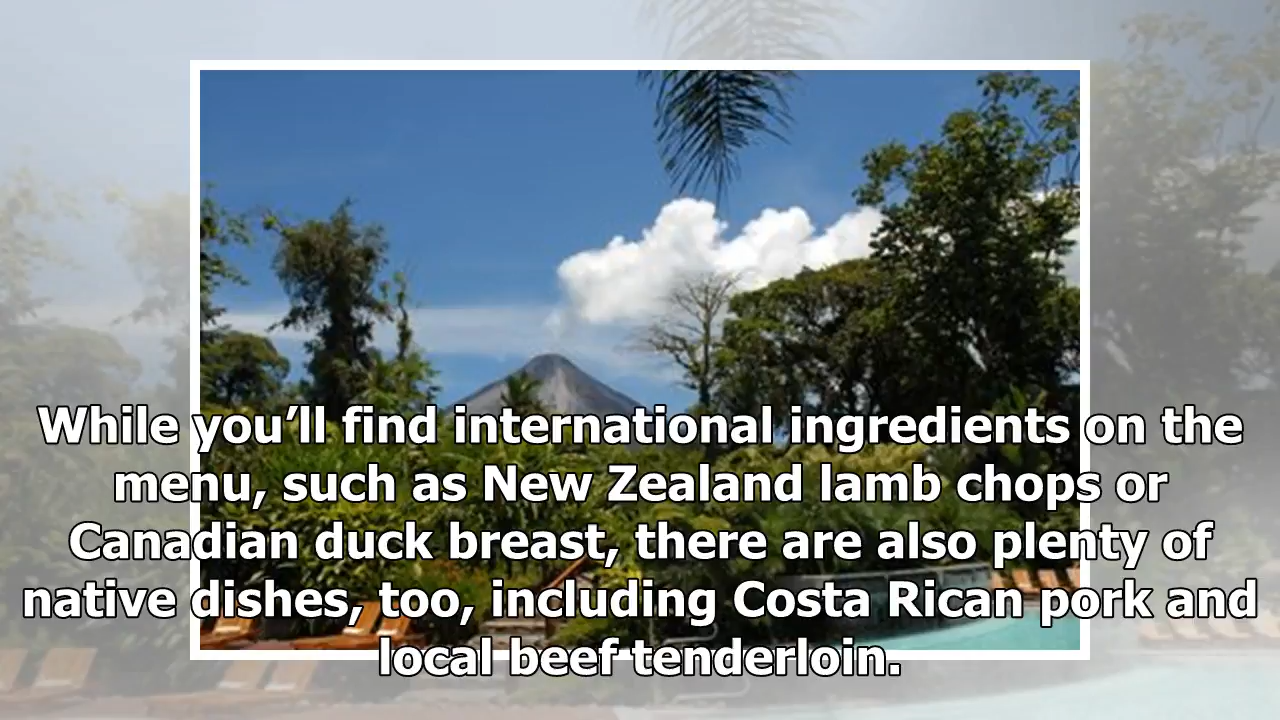 While you’ll find international ingredients on the
menu, such as New Zealand lamb chops or
Canadian duck breast, there are also plenty of
native dishes, too, including Costa Rican pork and
local beef tenderloin.